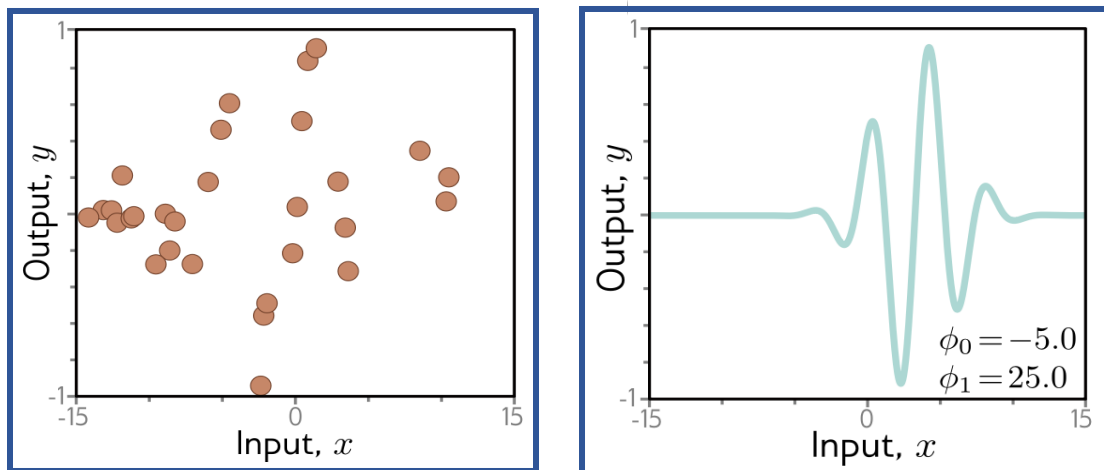 1
Output, y
-1
-15
0
15
Input, x
1
Output, y
ϕ₀ = −5.0
ϕ₁ = 25.0
-1
-15
0
15
Input, x